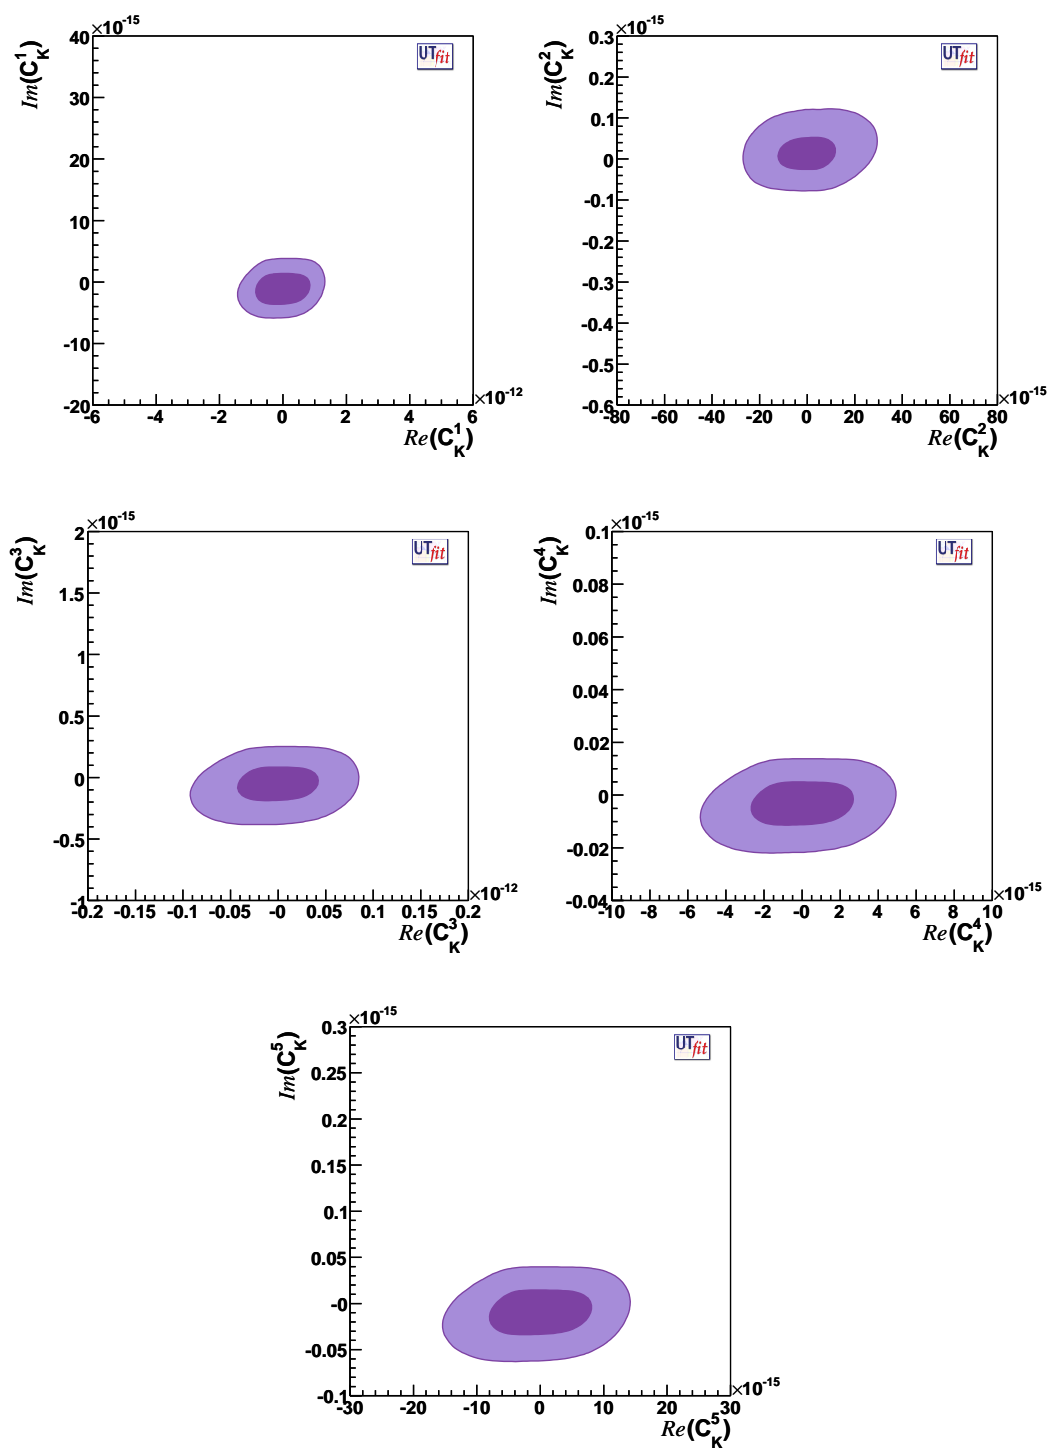 ×10-15
Im(C1K)
UTfit
40
30
20
10
0
-10
-20
-6 -4 -2 0 2 4 6
×10-12
Re(C1K)
×10-15
Im(C2K)
UTfit
0.3
0.2
0.1
0
-0.1
-0.2
-0.3
-0.4
-0.5
-0.6
-80 -60 -40 -20 0 20 40 60 80
×10-15
Re(C2K)
×10-15
Im(C3K)
UTfit
2
1.5
1
0.5
0
-0.5
-1
-0.2 -0.15 -0.1 -0.05 -0 0.05 0.1 0.15 0.2
×10-12
Re(C3K)
×10-15
Im(C4K)
UTfit
0.1
0.08
0.06
0.04
0.02
0
-0.02
-0.04
-10 -8 -6 -4 -2 -0 2 4 6 8 10
×10-15
Re(C4K)
×10-15
Im(C5K)
UTfit
0.3
0.25
0.2
0.15
0.1
0.05
-0
-0.05
-0.1
-30 -20 -10 0 10 20 30
×10-15
Re(C5K)